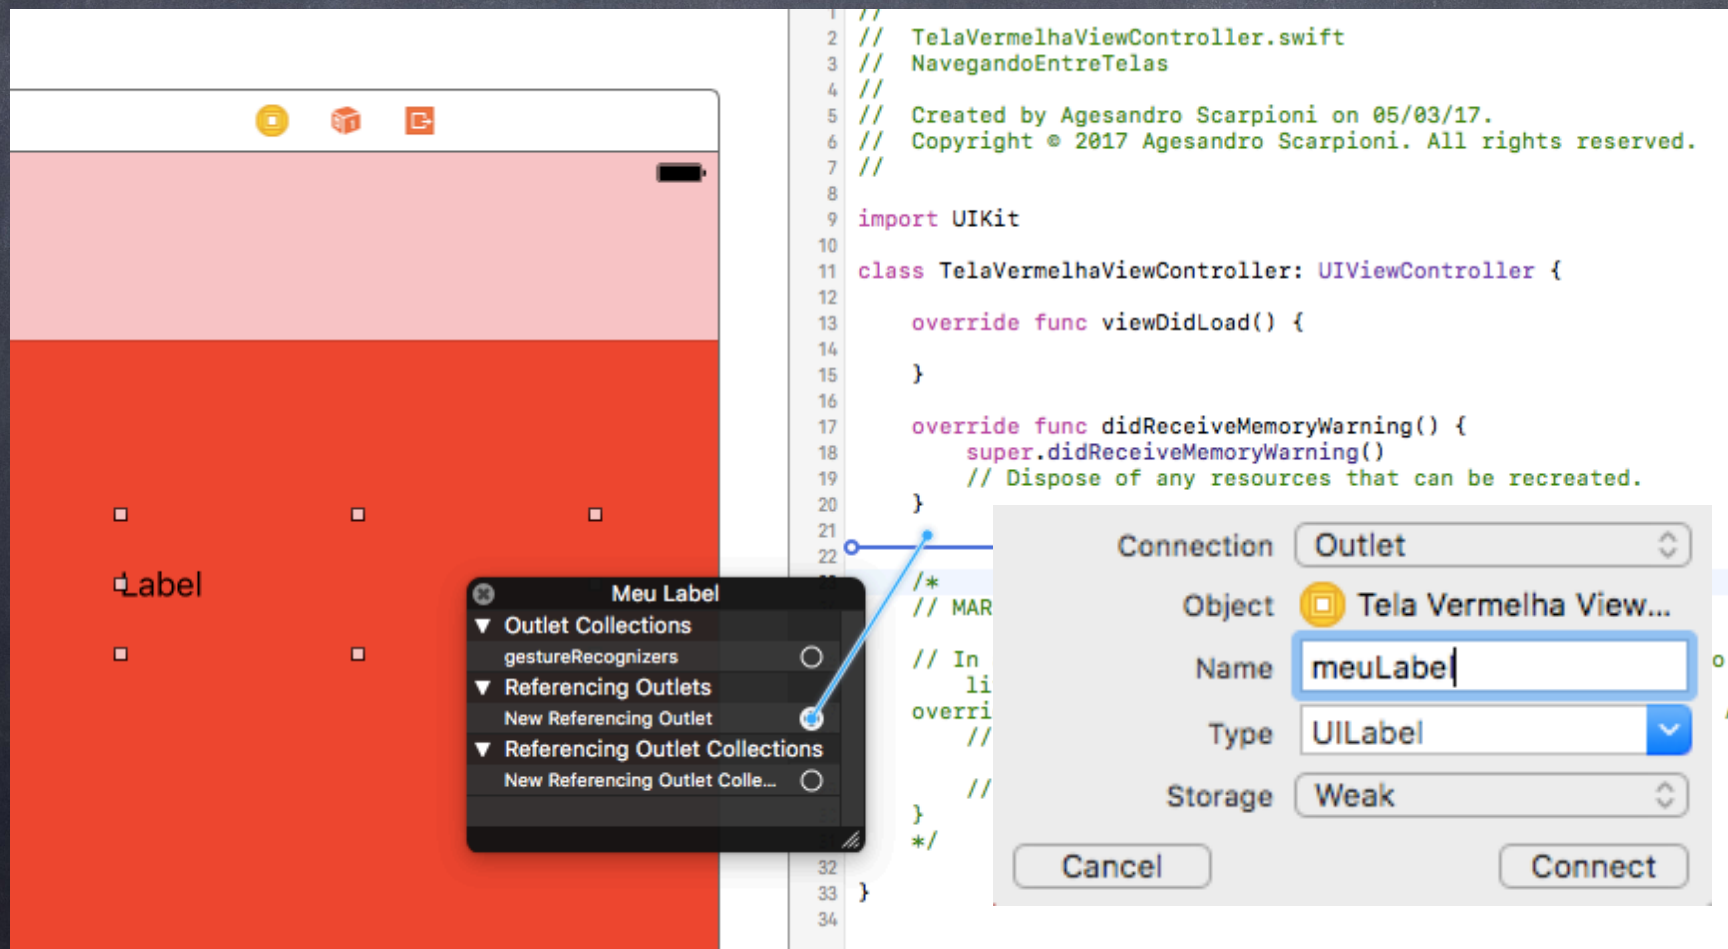 Label
Meu Label
Outlet Collections
gestureRecognizers
Referencing Outlets
New Referencing Outlet
Referencing Outlet Collections
New Referencing Outlet Colle...
1 //
2 // TelaVermelhaViewController.swift
3 // NavegandoEntreTelas
4 //
5 // Created by Agesandro Scarpioni on 05/03/17.
6 // Copyright © 2017 Agesandro Scarpioni. All rights reserved.
7 //
8
9 import UIKit
10
11 class TelaVermelhaViewController: UIViewController {
12
13 override func viewDidLoad() {
14
15 }
16
17 override func didReceiveMemoryWarning() {
18 super.didReceiveMemoryWarning()
19 // Dispose of any resources that can be recreated.
20 }
21
22
/*
// MAR
// In
li
overri
//
//
}
*/
32
33 }
34
Connection Outlet
Object Tela Vermelha View...
Name meuLabel
Type UILabel
Storage Weak
Cancel Connect